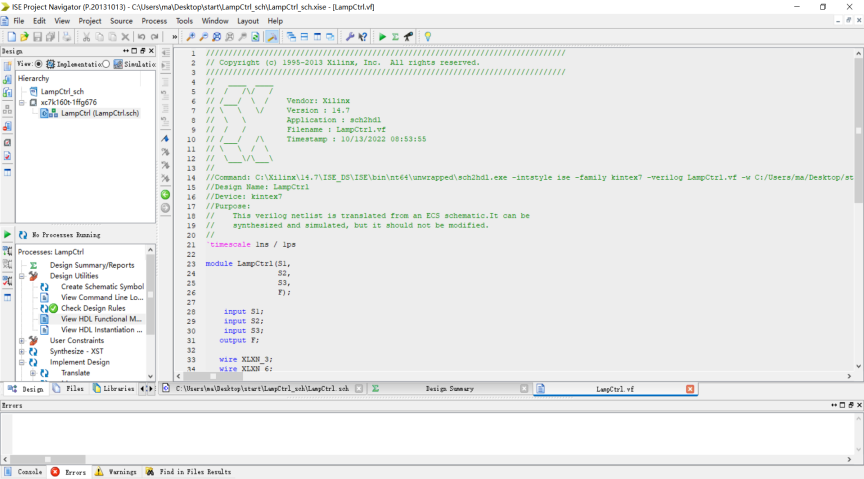 ISE Project Navigator (P.20131013) - C:\Users\ma\Desktop\start\LampCtrl_sch\LampCtrl_sch.xise - [LampCtrl.vf]
File Edit View Project Source Process Tools Window Layout Help
Design
View: Implementation Simulatio
Hierarchy
LampCtrl_sch
xc7k160t-1ffg676
LampCtrl (LampCtrl.sch)
No Processes Running
Processes: LampCtrl
Design Summary/Reports
Design Utilities
Create Schematic Symbol
View Command Line Lo...
Check Design Rules
View HDL Functional M...
View HDL Instantiation ...
User Constraints
Synthesize - XST
Implement Design
Translate
Design Files Libraries
1 ////////////////////////////////////////////////////////////////////////////////
2 // Copyright (c) 1995-2013 Xilinx, Inc. All rights reserved.
3 ////////////////////////////////////////////////////////////////////////////////
4 // ____ ____
5 // / /\/ /
6 // /___/ \ / Vendor: Xilinx
7 // \ \ \/ Version : 14.7
8 // \ \ Application : sch2hdl
9 // / / Filename : LampCtrl.vf
10 // /___/ /\ Timestamp : 10/13/2022 08:53:55
11 // \ \ / \
12 // \___\/\___\
13 //
14 //Command: C:\Xilinx\14.7\ISE_DS\ISE\bin\nt64\unwrapped\sch2hdl.exe -intstyle ise -family kintex7 -verilog LampCtrl.vf -w C:/Users/ma/Desktop/st
15 //Design Name: LampCtrl
16 //Device: kintex7
17 //Purpose:
18 // This verilog netlist is translated from an ECS schematic.It can be
19 // synthesized and simulated, but it should not be modified.
20 //
21 `timescale 1ns / 1ps
22
23 module LampCtrl(S1,
24 S2,
25 S3,
26 F);
27
28 input S1;
29 input S2;
30 input S3;
31 output F;
32
33 wire XLXN_3;
34 wire XLXN_6;
C:\Users\ma\Desktop\start\LampCtrl_sch\LampCtrl.sch Design Summary LampCtrl.vf
Errors
Console Errors Warnings Find in Files Results